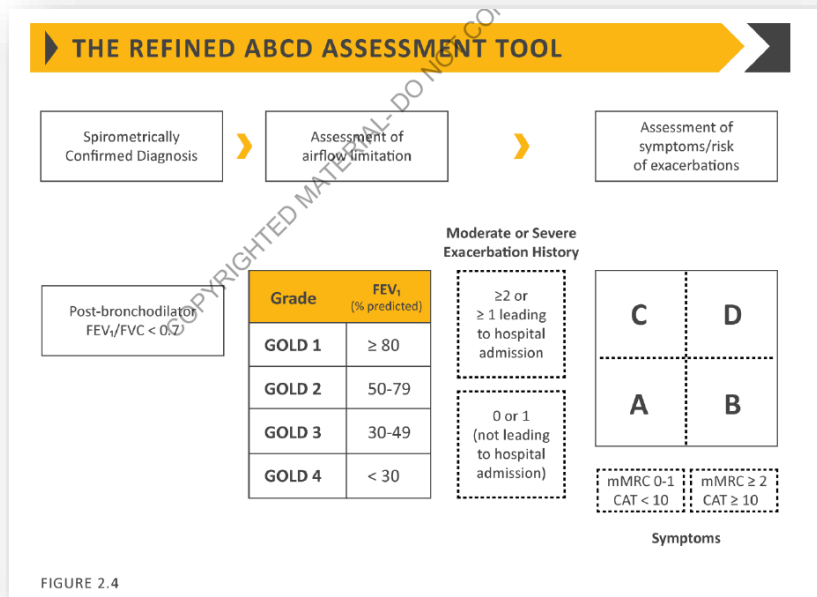 THE REFINED ABCD ASSESSMENT TOOL
COPYRIGHTED MATERIAL- DO NOT
Spirometrically
Confirmed Diagnosis
Assessment of
airflow limitation
Assessment of
symptoms/risk
of exacerbations
Moderate or Severe
Exacerbation History
Post-bronchodilator
FEV₁/FVC < 0.7
Grade FEV₁
(% predicted)
GOLD 1 ≥ 80
GOLD 2 50-79
GOLD 3 30-49
GOLD 4 < 30
≥2 or
≥ 1 leading
to hospital
admission
0 or 1
(not leading
to hospital
admission)
C D
A B
mMRC 0-1 mMRC ≥ 2
CAT < 10 CAT ≥ 10
Symptoms
FIGURE 2.4